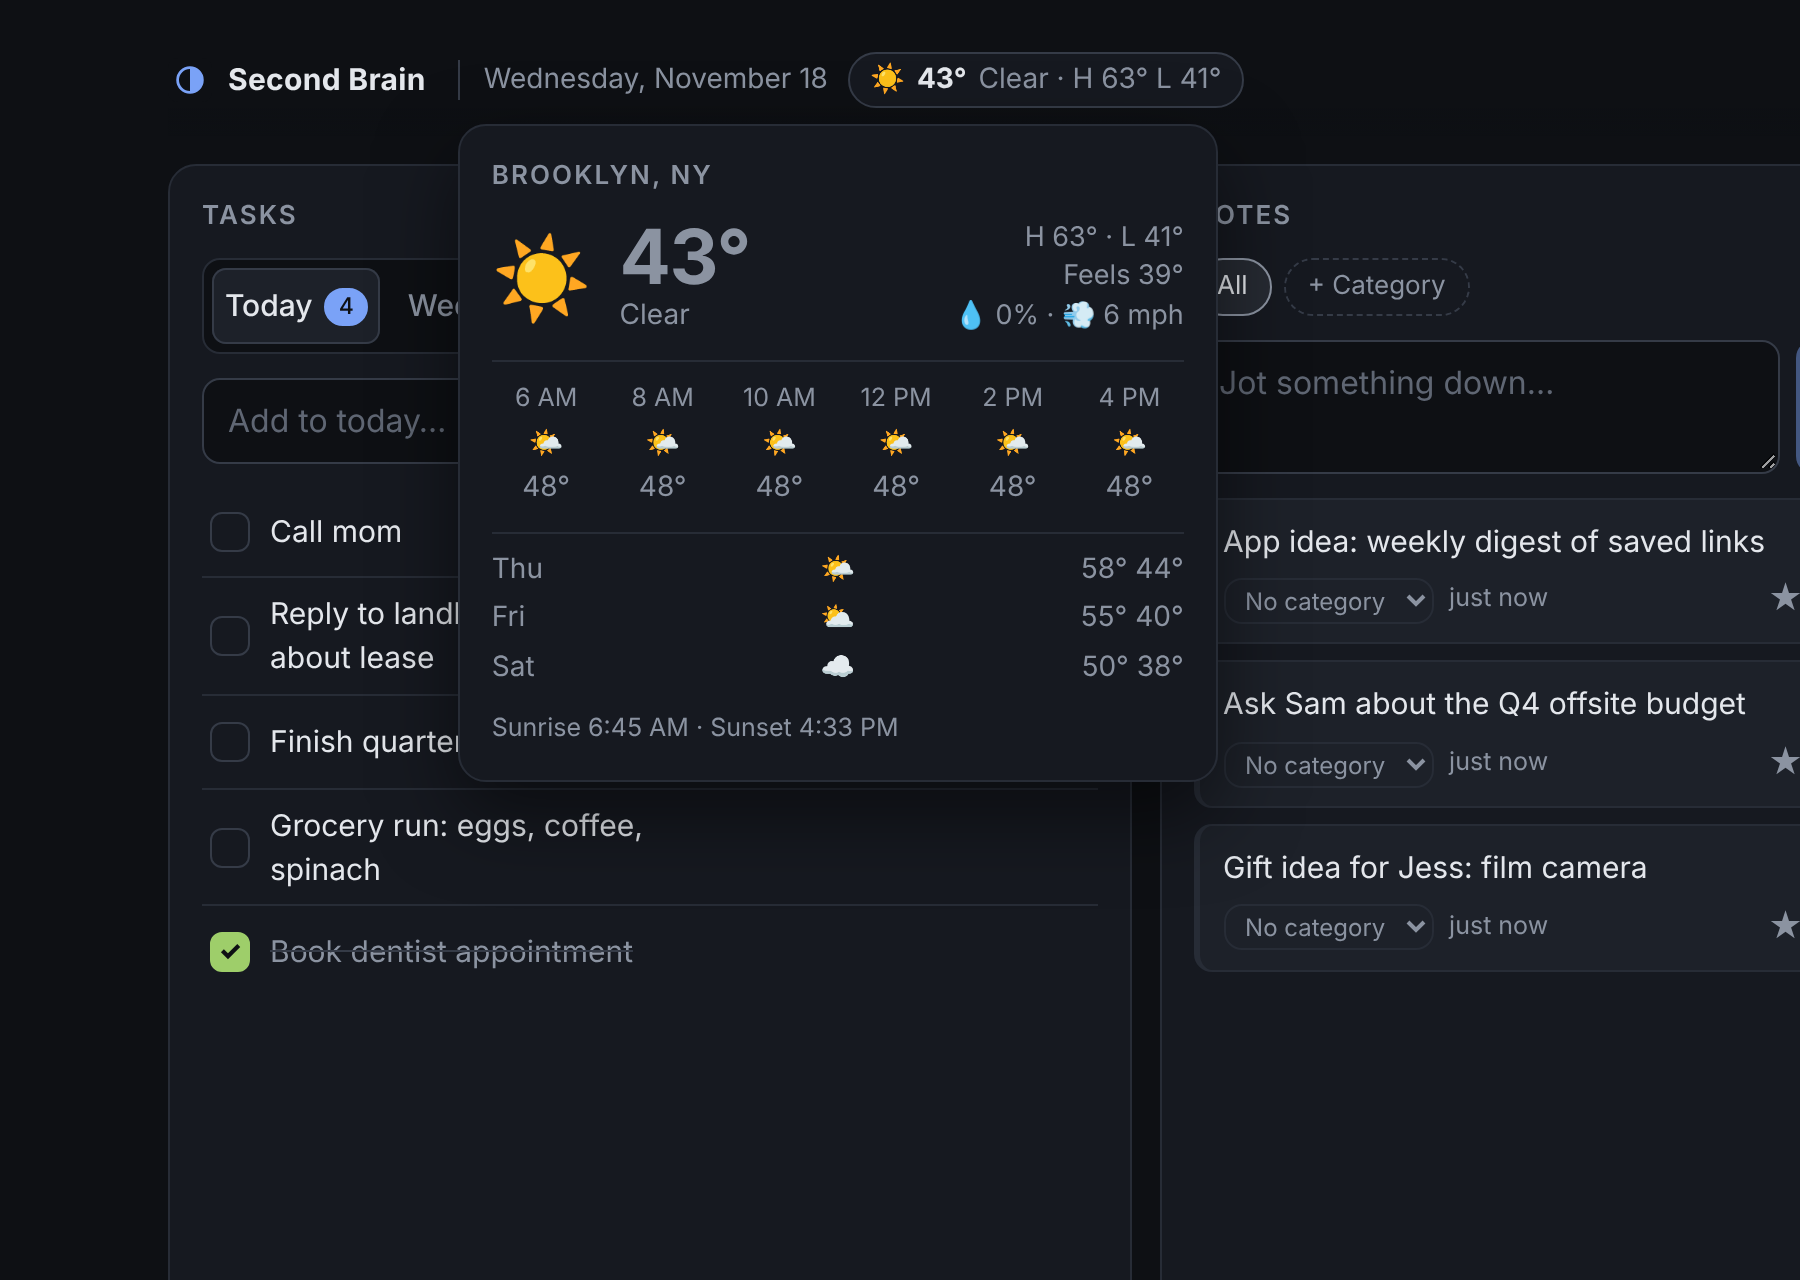 Second Brain
Wednesday, November 18
43° Clear · H 63° L 41°
BROOKLYN, NY
43°
Clear
H 63° · L 41°
Feels 39°
0% · 6 mph
6 AM 8 AM 10 AM 12 PM 2 PM 4 PM
48° 48° 48° 48° 48° 48°
Thu 58° 44°
Fri 55° 40°
Sat 50° 38°
Sunrise 6:45 AM · Sunset 4:33 PM
TASKS
Today 4
Add to today...
Call mom
Reply to
about lease
Finish
Grocery run: eggs, coffee,
spinach
Book dentist appointment
All + Category
Jot something down...
App idea: weekly digest of saved links
No category just now
Ask Sam about the Q4 offsite budget
No category just now
Gift idea for Jess: film camera
No category just now